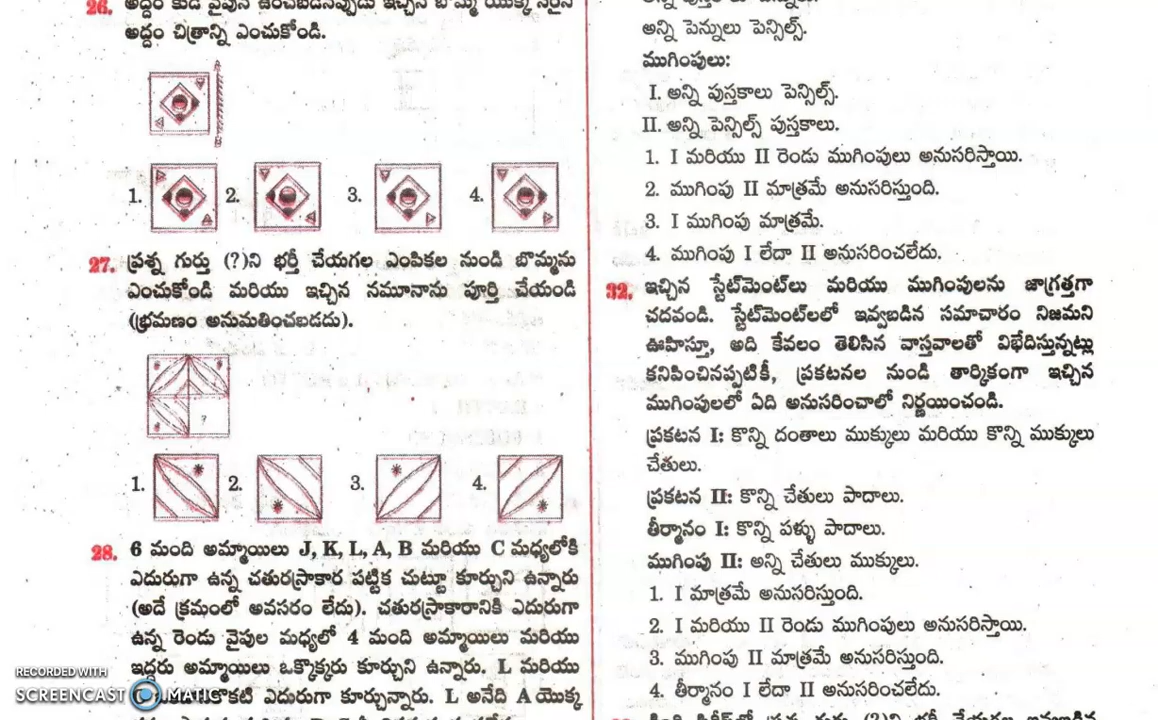 26. అద్దం కుడి వైపున ఉంచబడినప్పుడు ఇచ్చిన బొమ్మ యొక్క సరైన
అద్దం చిత్రాన్ని ఎంచుకోండి.
A
B
1. 2. 3. 4.
27. ప్రశ్న గుర్తు (?)ని భర్తీ చేయగల ఎంపికల నుండి బొమ్మను
ఎంచుకోండి మరియు ఇచ్చిన నమూనాను పూర్తి చేయండి
(భ్రమణం అనుమతించబడదు).
?
1. 2. 3. 4.
28. 6 మంది అమ్మాయిలు J, K, L, A, B మరియు C మధ్యలోకి
ఎదురుగా ఉన్న చతురస్రాకార పట్టిక చుట్టూ కూర్చుని ఉన్నారు
(అదే క్రమంలో అవసరం లేదు). చతురస్రాకారానికి ఎదురుగా
ఉన్న రెండు వైపుల మధ్యలో 4 మంది అమ్మాయిలు మరియు
ఇద్దరు అమ్మాయిలు ఒక్కొక్కరు కూర్చుని ఉన్నారు. L మరియు
ఎదురుగా కూర్చున్నారు. L అనేది A యొక్క
అన్ని పెన్నులు పెన్సిల్స్.
ముగింపులు:
I. అన్ని పుస్తకాలు పెన్సిల్స్.
II. అన్ని పెన్సిల్స్ పుస్తకాలు.
1. I మరియు II రెండు ముగింపులు అనుసరిస్తాయి.
2. ముగింపు II మాత్రమే అనుసరిస్తుంది.
3. I ముగింపు మాత్రమే.
4. ముగింపు I లేదా II అనుసరించలేదు.
32. ఇచ్చిన స్టేట్‌మెంట్‌లు మరియు ముగింపులను జాగ్రత్తగా
చదవండి. స్టేట్‌మెంట్‌లలో ఇవ్వబడిన సమాచారం నిజమని
ఊహిస్తూ, అది కేవలం తెలిసిన వాస్తవాలతో విభేదిస్తున్నట్లు
కనిపించినప్పటికీ, ప్రకటనల నుండి తార్కికంగా ఇచ్చిన
ముగింపులలో ఏది అనుసరించాలో నిర్ణయించండి.
ప్రకటన I: కొన్ని దంతాలు ముక్కులు మరియు కొన్ని ముక్కులు
చేతులు.
ప్రకటన II: కొన్ని చేతులు పాదాలు.
తీర్మానం I: కొన్ని పళ్ళు పాదాలు.
ముగింపు II: అన్ని చేతులు ముక్కులు.
1. I మాత్రమే అనుసరిస్తుంది.
2. I మరియు II రెండు ముగింపులు అనుసరిస్తాయి.
3. ముగింపు II మాత్రమే అనుసరిస్తుంది.
4. తీర్మానం I లేదా II అనుసరించలేదు.
RECORDED WITH
SCREENCAST MATIC